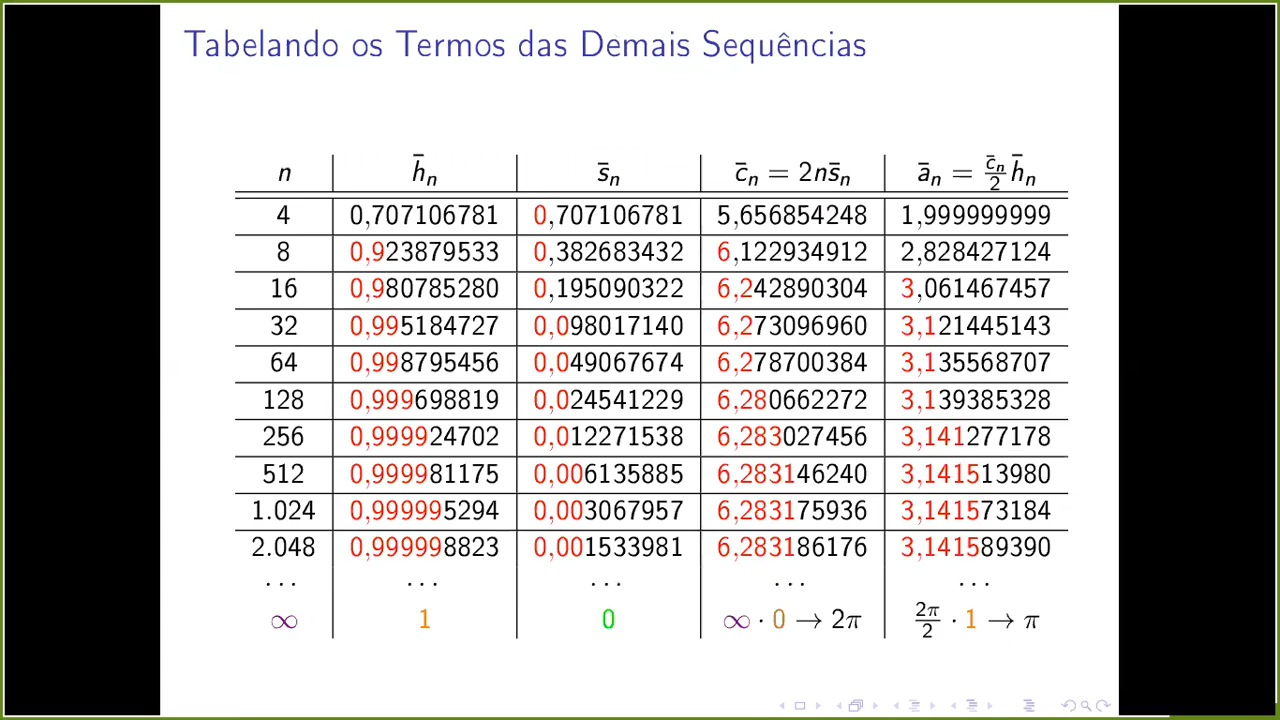 Tabelando os Termos das Demais Sequências
n h̄ₙ s̄ₙ c̄ₙ = 2ns̄ₙ āₙ = c̄ₙ/2 h̄ₙ
4 0,707106781 0,707106781 5,656854248 1,999999999
8 0,923879533 0,382683432 6,122934912 2,828427124
16 0,980785280 0,195090322 6,242890304 3,061467457
32 0,995184727 0,098017140 6,273096960 3,121445143
64 0,998795456 0,049067674 6,278700384 3,135568707
128 0,999698819 0,024541229 6,280662272 3,139385328
256 0,999924702 0,012271538 6,283027456 3,141277178
512 0,999981175 0,006135885 6,283146240 3,141513980
1.024 0,999995294 0,003067957 6,283175936 3,141573184
2.048 0,999998823 0,001533981 6,283186176 3,141589390
... ... ... ... ...
∞ 1 0 ∞ · 0 → 2π 2π/2 · 1 → π